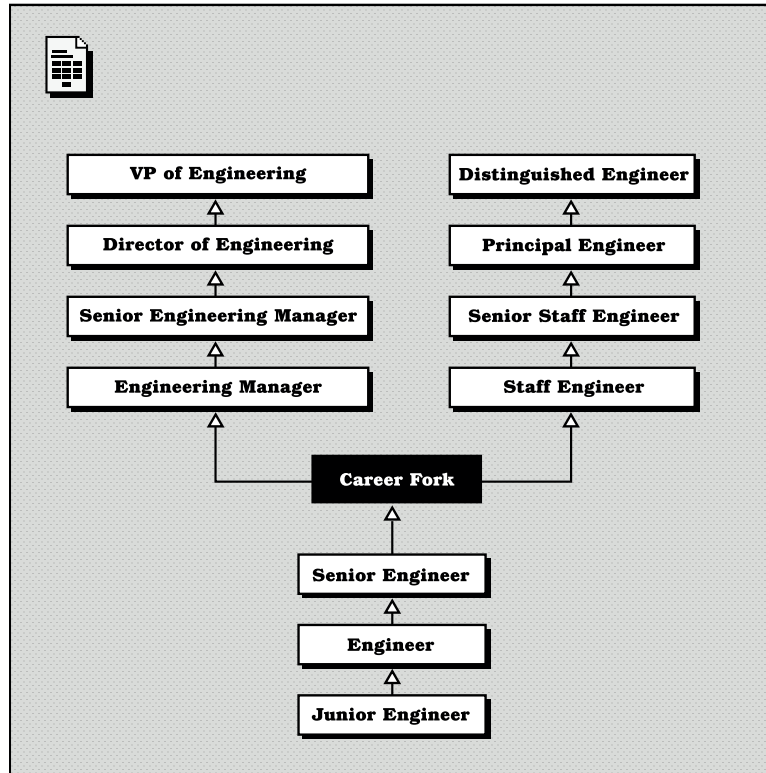 VP of Engineering
Distinguished Engineer
Director of Engineering
Principal Engineer
Senior Engineering Manager
Senior Staff Engineer
Engineering Manager
Staff Engineer
Career Fork
Senior Engineer
Engineer
Junior Engineer